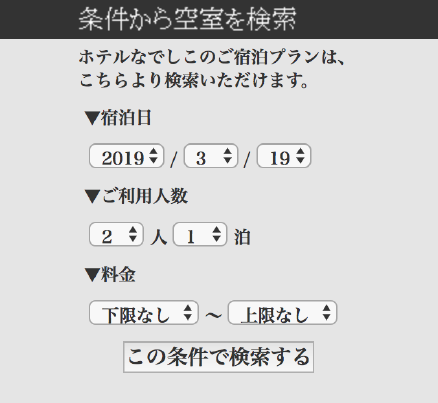 条件から空室を検索
ホテルなでしこのご宿泊プランは、
こちらより検索いただけます。
▼宿泊日
2019 / 3 / 19
▼ご利用人数
2 人 1 泊
▼料金
下限なし ～ 上限なし
この条件で検索する